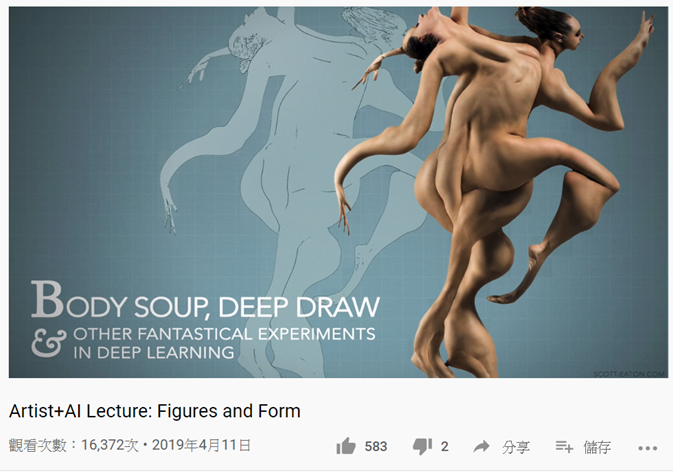 BODY SOUP, DEEP DRAW
& OTHER FANTASTICAL EXPERIMENTS
IN DEEP LEARNING
SCOTT-EATON.COM
Artist+AI Lecture: Figures and Form
觀看次數：16,372次 • 2019年4月11日
583
2
分享
儲存